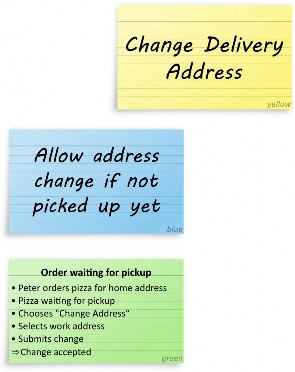 Change Delivery
Address
yellow
Allow address
change if not
picked up yet
blue
Order waiting for pickup
• Peter orders pizza for home address
• Pizza waiting for pickup
• Chooses "Change Address"
• Selects work address
• Submits change
⇒Change accepted
green